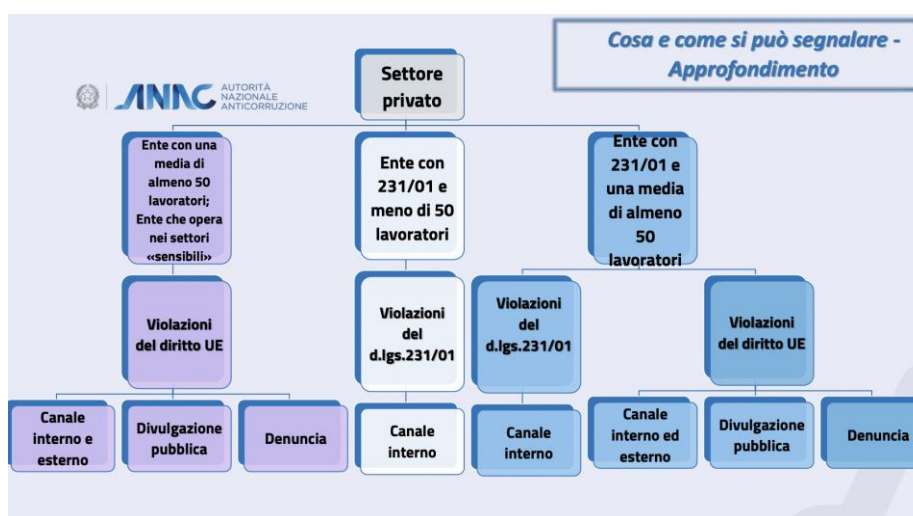 Cosa e come si può segnalare -
Approfondimento
ANAC
AUTORITÀ
NAZIONALE
ANTICORRUZIONE
Settore
privato
Ente con una
media di
almeno 50
lavoratori;
Ente che opera
nei settori
«sensibili»
Ente con
231/01 e
meno di 50
lavoratori
Ente con
231/01 e
una media
di almeno
50
lavoratori
Violazioni
del diritto UE
Violazioni
del
d.lgs.231/01
Violazioni
del
d.lgs.231/01
Violazioni
del diritto UE
Canale
interno e
esterno
Divulgazione
pubblica
Denuncia
Canale
interno
Canale
interno
Canale
interno ed
esterno
Divulgazione
pubblica
Denuncia